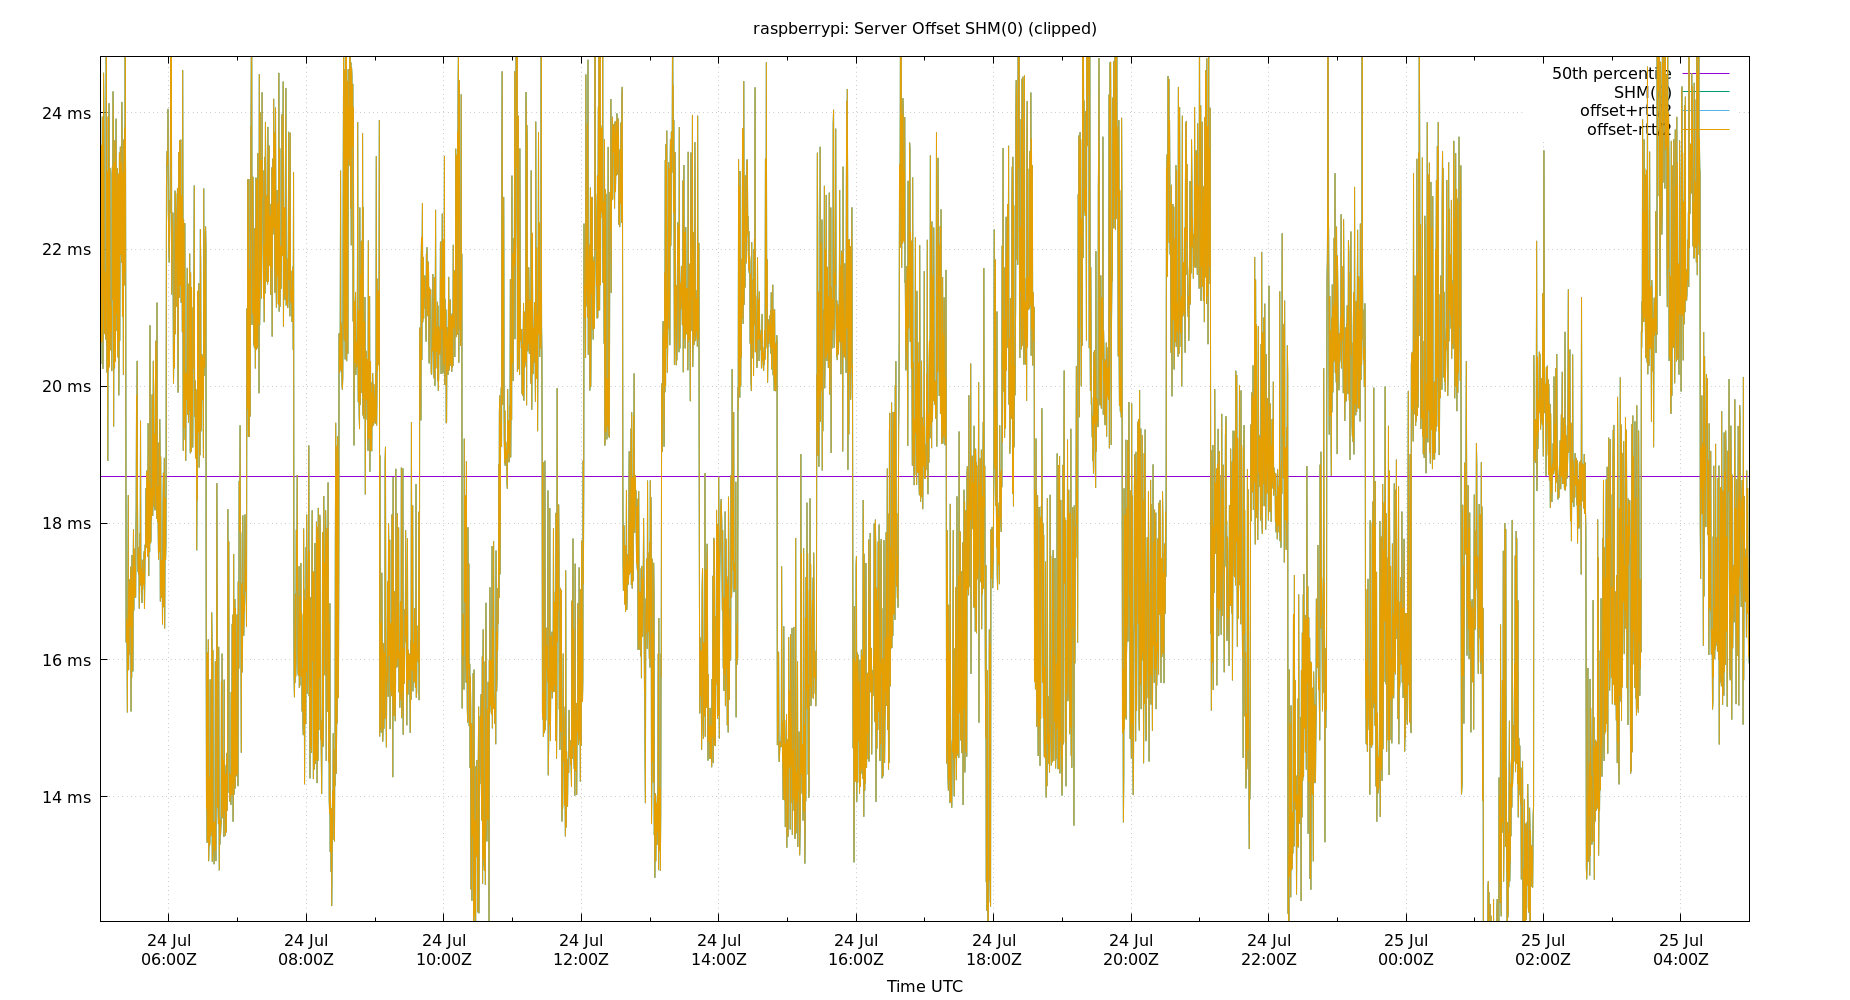 raspberrypi: Server Offset SHM(0) (clipped)
50th percentile
SHM(0)
offset+rtt/2
offset-rtt/2
24 ms
22 ms
20 ms
18 ms
16 ms
14 ms
24 Jul 24 Jul 24 Jul 24 Jul 24 Jul 24 Jul 24 Jul 24 Jul 24 Jul 25 Jul 25 Jul 25 Jul
06:00Z 08:00Z 10:00Z 12:00Z 14:00Z 16:00Z 18:00Z 20:00Z 22:00Z 00:00Z 02:00Z 04:00Z
Time UTC